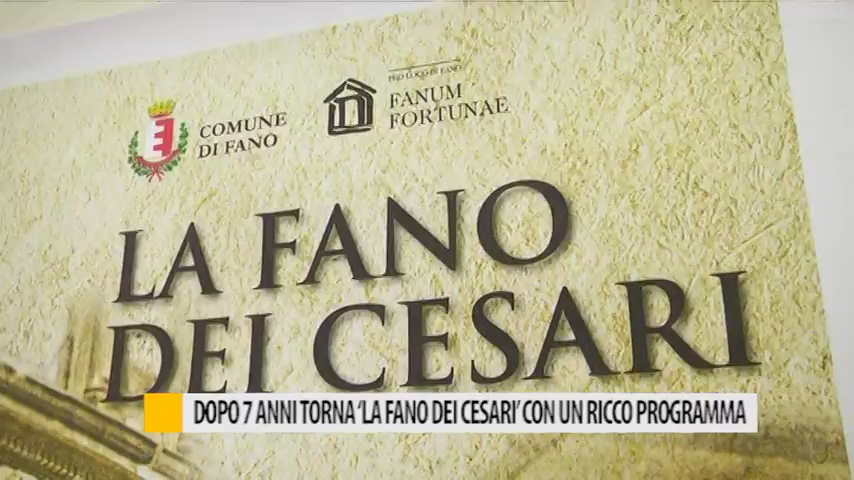 COMUNE
DI FANO
PRO LOCO DI FANO
FANUM
FORTUNAE
LA FANO
DEI CESARI
DOPO 7 ANNI TORNA ‘LA FANO DEI CESARI’ CON UN RICCO PROGRAMMA